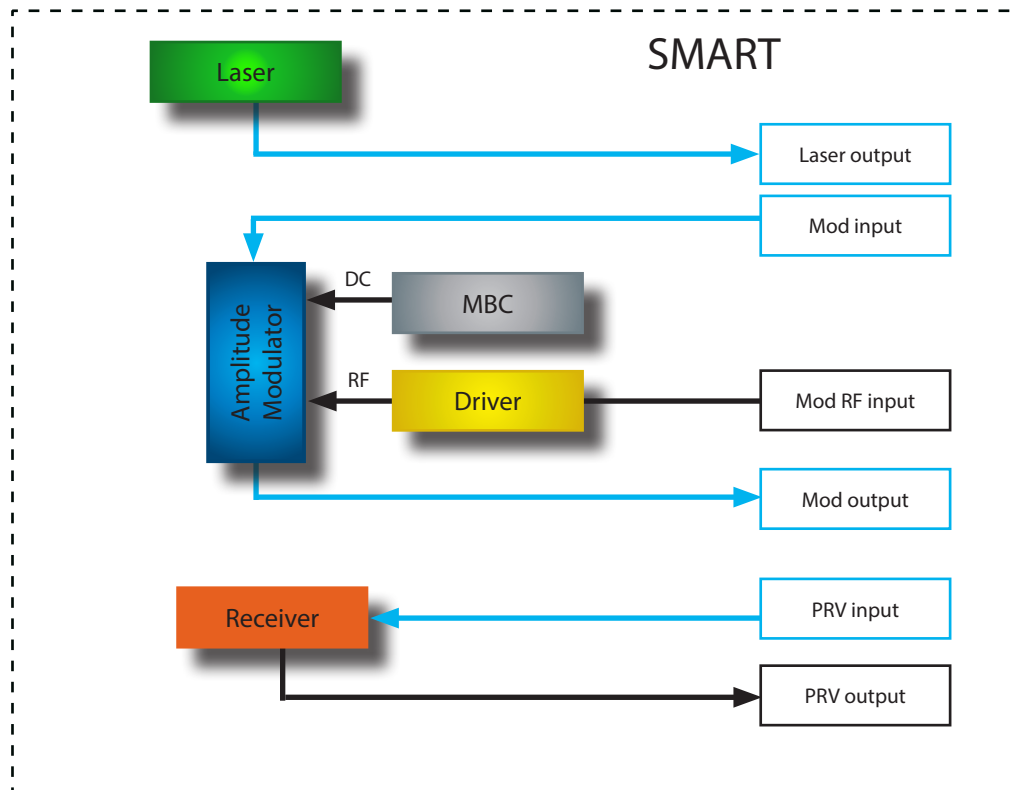 SMART
Laser
Laser output
Mod input
DC
MBC
Amplitude
Modulator
RF
Driver
Mod RF input
Mod output
PRV input
Receiver
PRV output